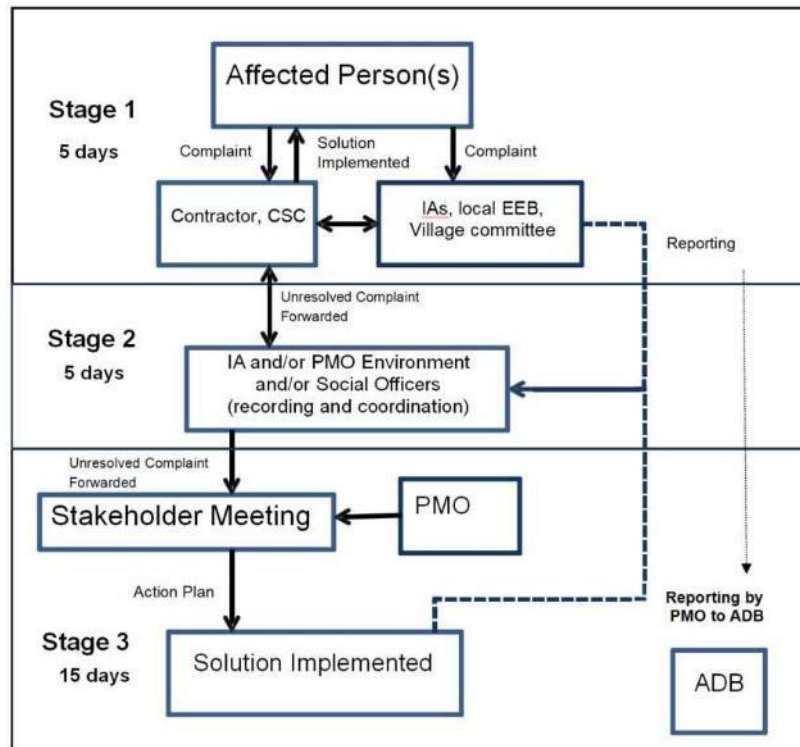 Affected Person(s)
Stage 1
5 days
Complaint
Solution
Implemented
Complaint
Contractor, CSC
IAs, local EEB,
Village committee
Reporting
Unresolved Complaint
Forwarded
Stage 2
5 days
IA and/or PMO Environment
and/or Social Officers
(recording and coordination)
Unresolved Complaint
Forwarded
Stakeholder Meeting
PMO
Action Plan
Reporting by
PMO to ADB
Stage 3
15 days
Solution Implemented
ADB